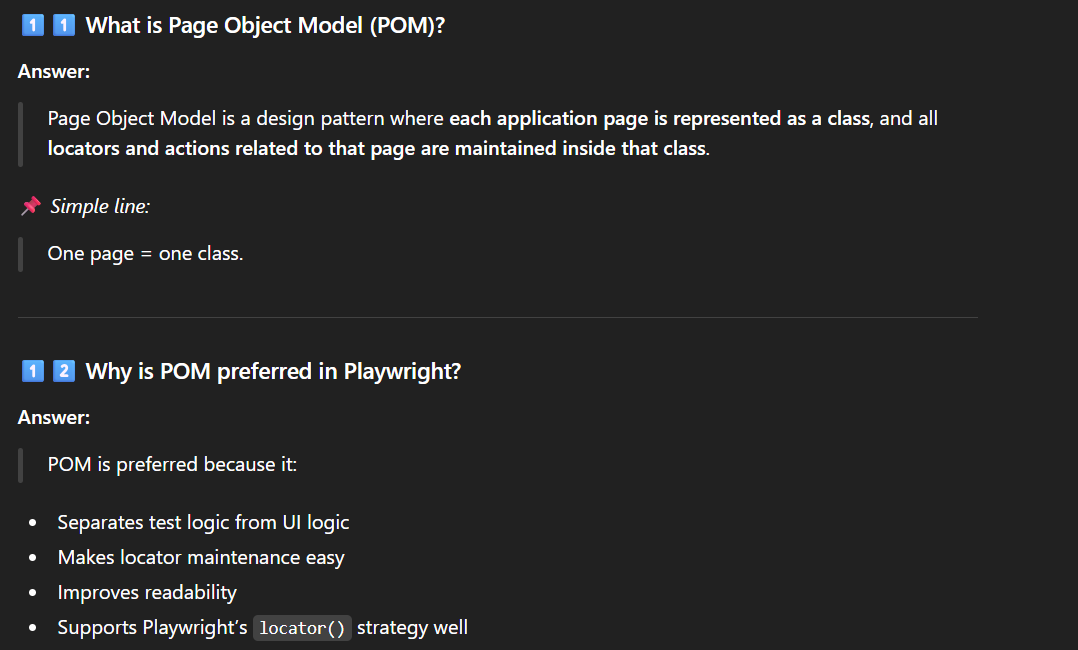 1️⃣ 1️⃣ What is Page Object Model (POM)?
Answer:
Page Object Model is a design pattern where each application page is represented as a class, and all
locators and actions related to that page are maintained inside that class.
📌 Simple line:
One page = one class.
1️⃣ 2️⃣ Why is POM preferred in Playwright?
Answer:
POM is preferred because it:
• Separates test logic from UI logic
• Makes locator maintenance easy
• Improves readability
• Supports Playwright’s locator() strategy well